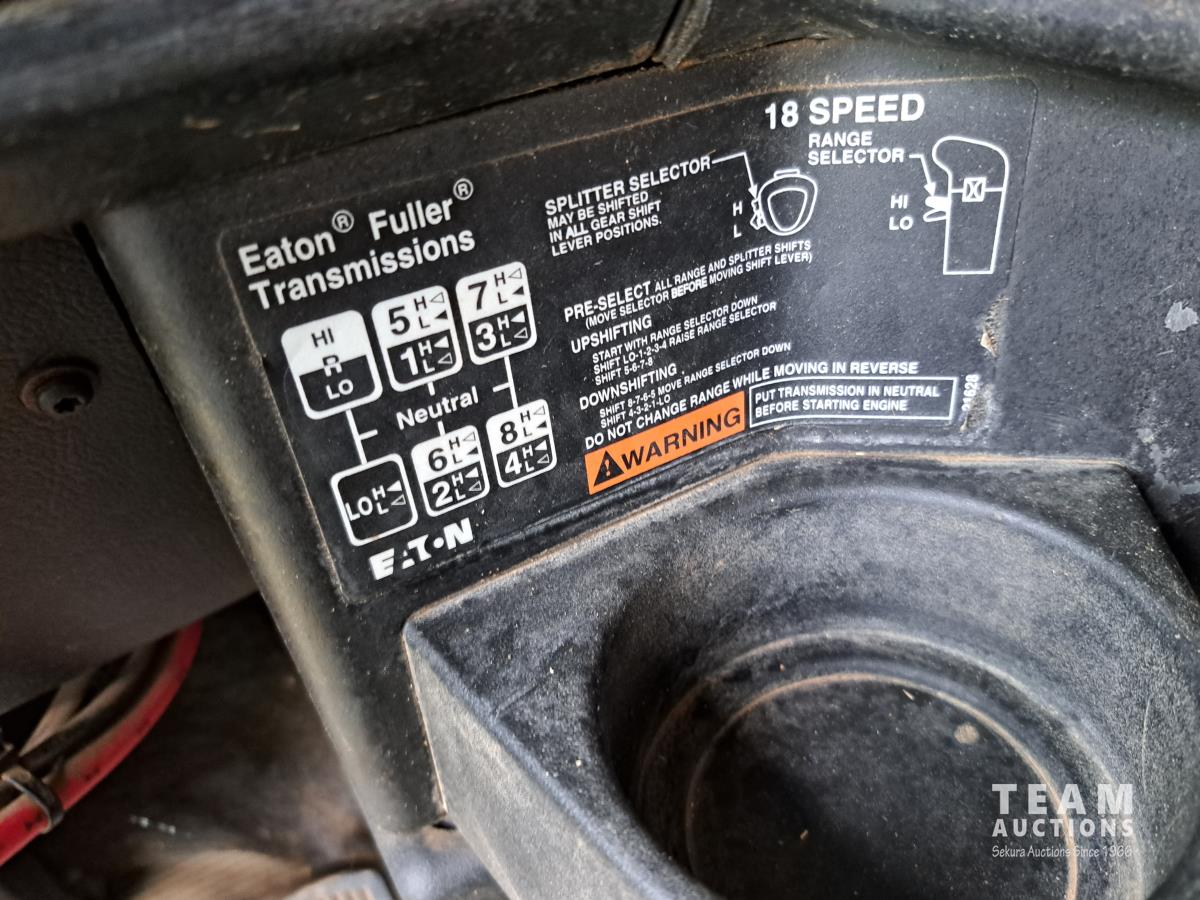 18 SPEED
RANGE
SELECTOR
HI
LO
SPLITTER SELECTOR
MAY BE SHIFTED
IN ALL GEAR SHIFT
LEVER POSITIONS.
H
L
Eaton® Fuller®
Transmissions
HI
R
LO
5 H L
1 H L
7 H L
3 H L
Neutral
LO H L
6 H L
2 H L
8 H L
4 H L
EATON
PRE-SELECT ALL RANGE AND SPLITTER SHIFTS
(MOVE SELECTOR BEFORE MOVING SHIFT LEVER)
UPSHIFTING
START WITH RANGE SELECTOR DOWN
SHIFT LO-1-2-3-4 RAISE RANGE SELECTOR
SHIFT 5-6-7-8
DOWNSHIFTING
SHIFT 8-7-6-5 MOVE RANGE SELECTOR DOWN
SHIFT 4-3-2-1-LO
DO NOT CHANGE RANGE WHILE MOVING IN REVERSE
WARNING
PUT TRANSMISSION IN NEUTRAL
BEFORE STARTING ENGINE
TEAM
AUCTIONS
Sekura Auctions Since 1966